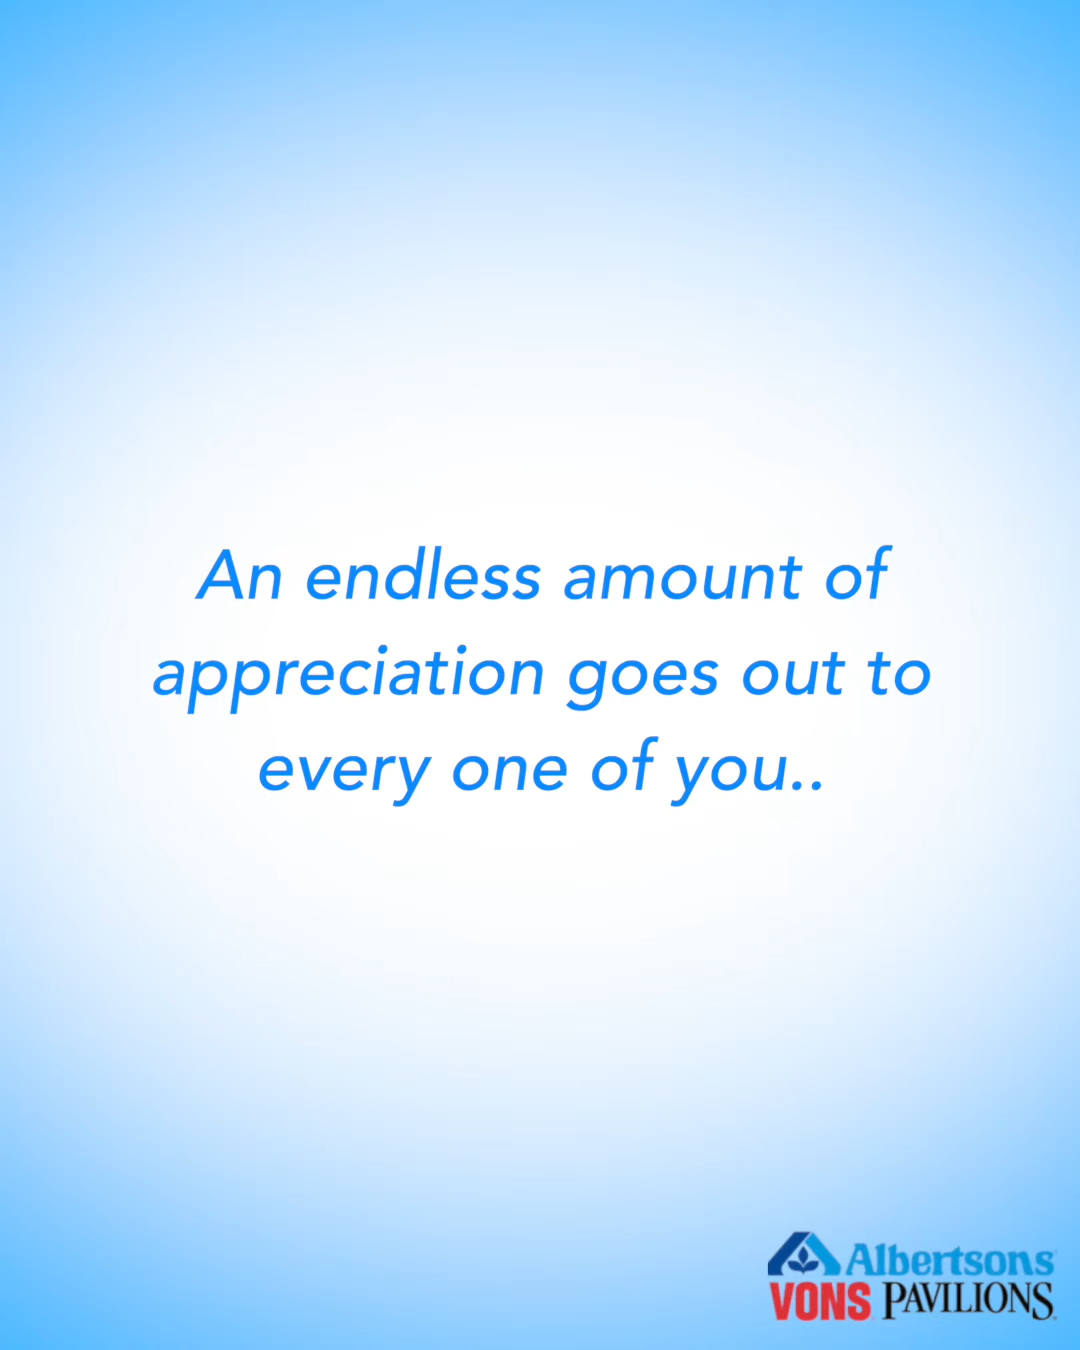 An endless amount of
appreciation goes out to
every one of you..
Albertsons
VONS PAVILIONS